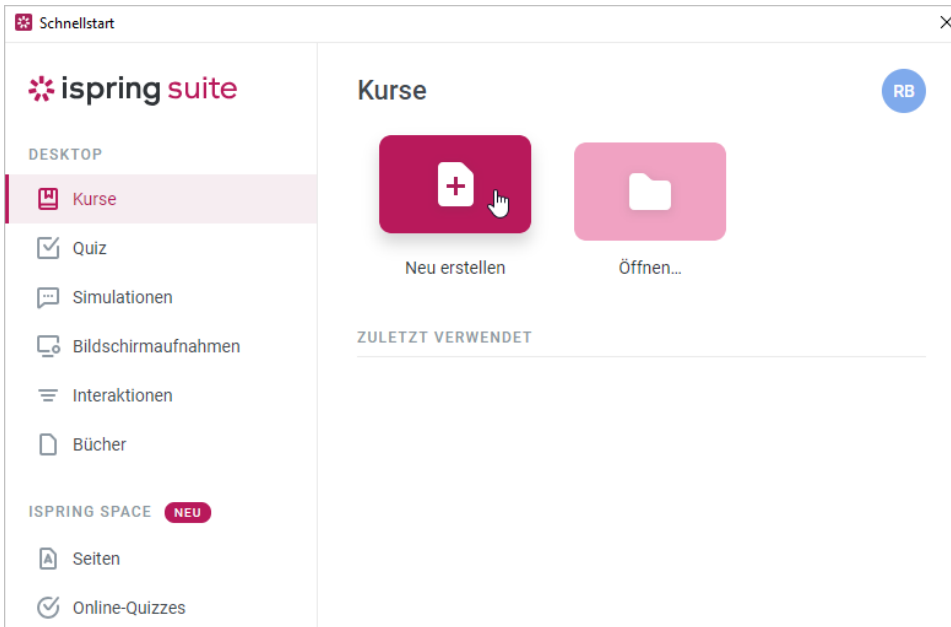 Schnellstart
ispring suite
DESKTOP
Kurse
Quiz
Simulationen
Bildschirmaufnahmen
Interaktionen
Bücher
ISPRING SPACE NEU
Seiten
Online-Quizzes
Kurse
RB
Neu erstellen
Öffnen...
ZULETZT VERWENDET